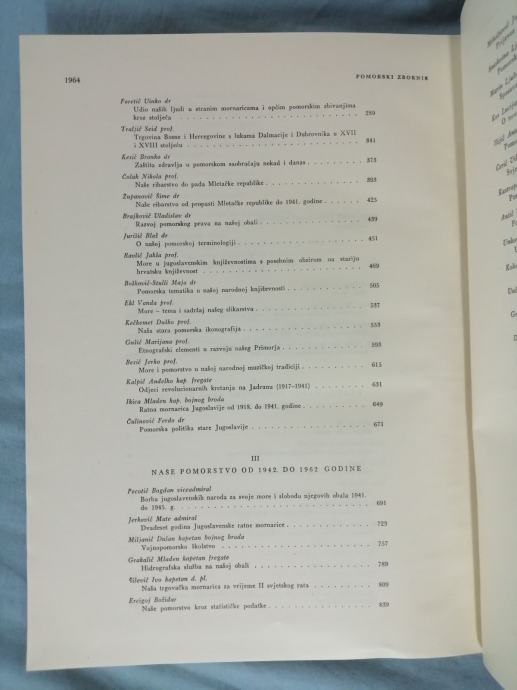 1964
POMORSKI ZBORNIK
Foretić Vinko dr
Udio naših ljudi u stranim mornaricama i općim pomorskim zbivanjima
kroz stoljeća . . . 289
Traljić Seid prof.
Trgovina Bosne i Hercegovine s lukama Dalmacije i Dubrovnika u XVII
i XVIII stoljeću . . . 341
Kesić Branko dr
Zaštita zdravlja u pomorskom saobraćaju nekad i danas . . . 373
Čolak Nikola prof.
Naše ribarstvo do pada Mletačke republike . . . 393
Županović Šime dr
Naše ribarstvo od propasti Mletačke republike do 1941. godine . . . 425
Brajković Vladislav dr
Razvoj pomorskog prava na našoj obali . . . 439
Jurišić Blaž dr
O našoj pomorskoj terminologiji . . . 451
Ravlić Jakša prof.
More u jugoslavenskim književnostima s posebnim obzirom na stariju
hrvatsku književnost . . . 469
Bošković-Stulli Maja dr
Pomorska tematika u našoj narodnoj književnosti . . . 505
Ekl Vanda prof.
More – tema i sadržaj našeg slikarstva . . . 537
Kečkemet Duško prof.
Naša stara pomorska ikonografija . . . 553
Gušić Marijana prof.
Etnografski elementi u razvoju našeg Primorja . . . 593
Bezić Jerko prof.
More i pomorstvo u našoj narodnoj muzičkoj tradiciji . . . 615
Kalpić Anđelko kap. fregate
Odjeci revolucionarnih kretanja na Jadranu (1917–1941) . . . 631
Ikica Mladen kap. bojnog broda
Ratna mornarica Jugoslavije od 1918. do 1941. godine . . . 649
Čulinović Ferdo dr
Pomorska politika stare Jugoslavije . . . 671
III
NAŠE POMORSTVO OD 1942. DO 1962 GODINE
Pecotić Bogdan viceadmiral
Borba jugoslavenskih naroda za svoje more i slobodu njegovih obala 1941.
do 1945. g. . . . 691
Jerković Mate admiral
Dvadeset godina Jugoslavenske ratne mornarice . . . 723
Miljanić Dušan kapetan bojnog broda
Vojnopomorsko školstvo . . . 757
Grakalić Mladen kapetan fregate
Hidrografska služba na našoj obali . . . 789
Šilović Ivo kapetan d. pl.
Naša trgovačka mornarica za vrijeme II svjetskog rata . . . 809
Ercigoj Božidar
Naše pomorstvo kroz statističke podatke . . . 839